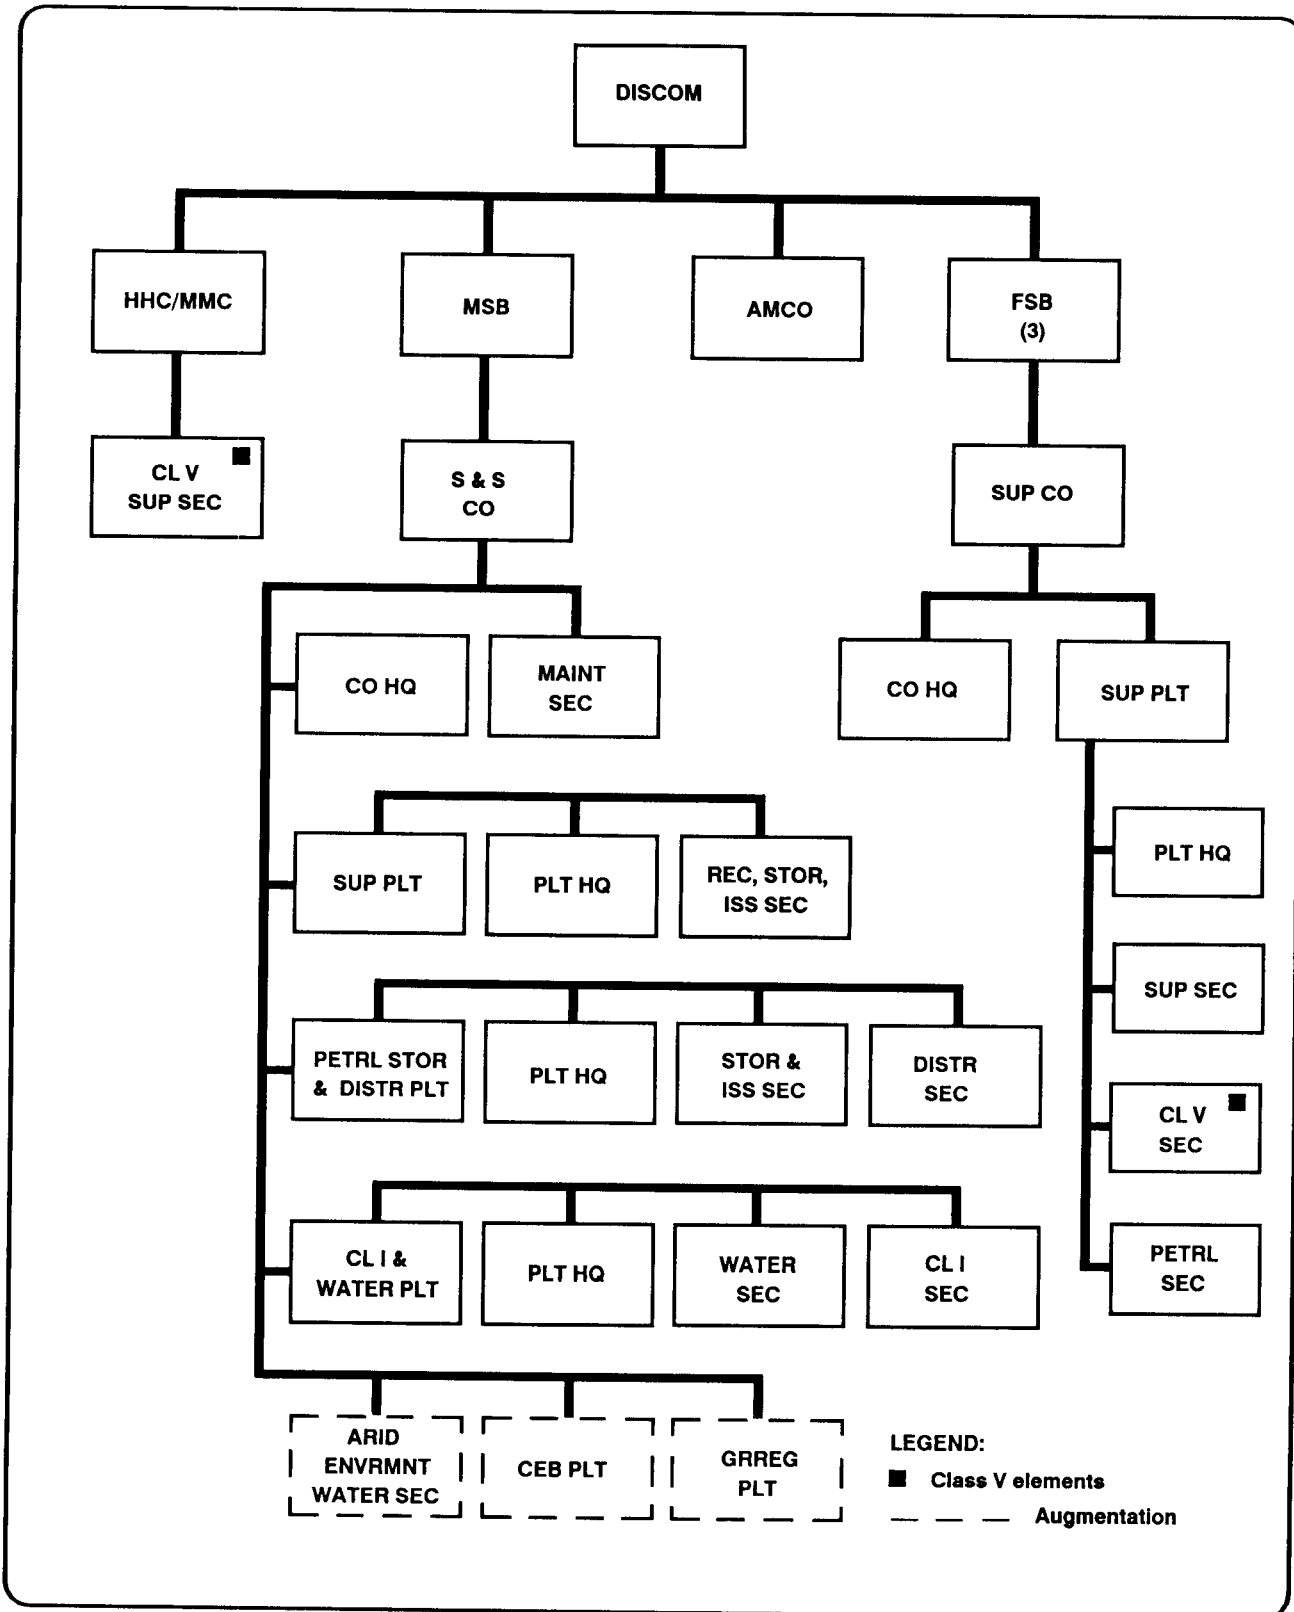 DISCOM
HHC/MMC
MSB
AMCO
FSB
(3)
CL V
SUP SEC
S & S
CO
SUP CO
CO HQ
MAINT
SEC
CO HQ
SUP PLT
SUP PLT
PLT HQ
REC, STOR,
ISS SEC
PLT HQ
SUP SEC
PETRL STOR
& DISTR PLT
PLT HQ
STOR &
ISS SEC
DISTR
SEC
CL V
SEC
CL I &
WATER PLT
PLT HQ
WATER
SEC
CL I
SEC
PETRL
SEC
ARID
ENVRMNT
WATER SEC
CEB PLT
GRREG
PLT
LEGEND:
Class V elements
Augmentation